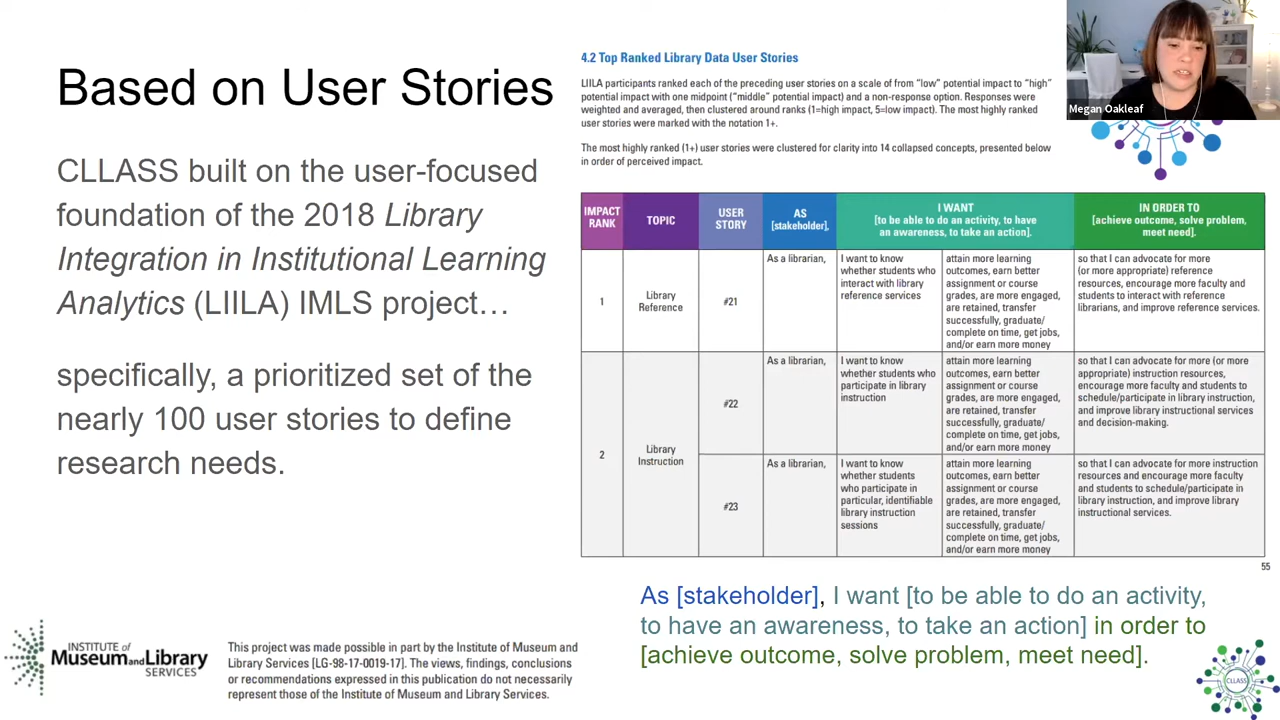 Based on User Stories
CLLASS built on the user-focused
foundation of the 2018 Library
Integration in Institutional Learning
Analytics (LIILA) IMLS project…
specifically, a prioritized set of the
nearly 100 user stories to define
research needs.
4.2 Top Ranked Library Data User Stories
LIILA participants ranked each of the preceding user stories on a scale of from “low” potential impact to “high”
potential impact with one midpoint (“middle” potential impact) and a non-response option. Responses were
weighted and averaged, then clustered around ranks (1=high impact, 5=low impact). The most highly ranked
user stories were marked with the notation 1+.
The most highly ranked (1+) user stories were clustered for clarity into 14 collapsed concepts, presented below
in order of perceived impact.
Megan Oakleaf
IMPACT
RANK
TOPIC
USER
STORY
AS
[stakeholder],
I WANT
[to be able to do an activity, to have
an awareness, to take an action].
IN ORDER TO
[achieve outcome, solve problem,
meet need].
1
Library
Reference
#21
As a librarian,
I want to know
whether students who
interact with library
reference services
attain more learning
outcomes, earn better
assignment or course
grades, are more engaged,
are retained, transfer
successfully, graduate/
complete on time, get jobs,
and/or earn more money
so that I can advocate for more
(or more appropriate) reference
resources, encourage more faculty and
students to interact with reference
librarians, and improve reference services.
2
Library
Instruction
#22
As a librarian,
I want to know
whether students who
participate in library
instruction
attain more learning
outcomes, earn better
assignment or course
grades, are more engaged,
are retained, transfer
successfully, graduate/
complete on time, get jobs,
and/or earn more money
so that I can advocate for more (or more
appropriate) instruction resources,
encourage more faculty and students to
schedule/participate in library instruction,
and improve library instructional services
and decision-making.
#23
As a librarian,
I want to know
whether students
who participate in
particular, identifiable
library instruction
sessions
attain more learning
outcomes, earn better
assignment or course
grades, are more engaged,
are retained, transfer
successfully, graduate/
complete on time, get jobs,
and/or earn more money
so that I can advocate for more instruction
resources and encourage more faculty
and students to schedule/participate in
library instruction, and improve library
instructional services.
55
As [stakeholder], I want [to be able to do an activity,
to have an awareness, to take an action] in order to
[achieve outcome, solve problem, meet need].
INSTITUTE of
Museum and Library
SERVICES
This project was made possible in part by the Institute of Museum and
Library Services [LG-98-17-0019-17]. The views, findings, conclusions
or recommendations expressed in this publication do not necessarily
represent those of the Institute of Museum and Library Services.
CLLASS